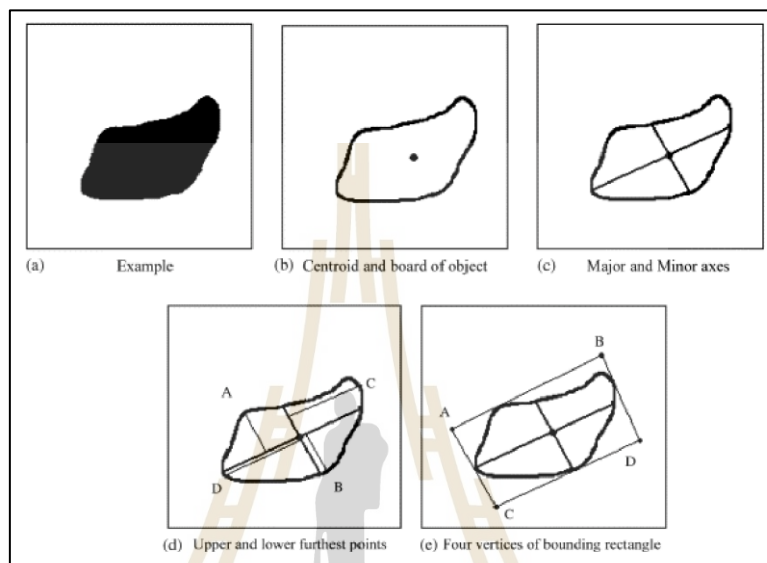 (a) Example
(b) Centroid and board of object
(c) Major and Minor axes
A
C
D
B
B
A
D
C
(d) Upper and lower furthest points
(e) Four vertices of bounding rectangle